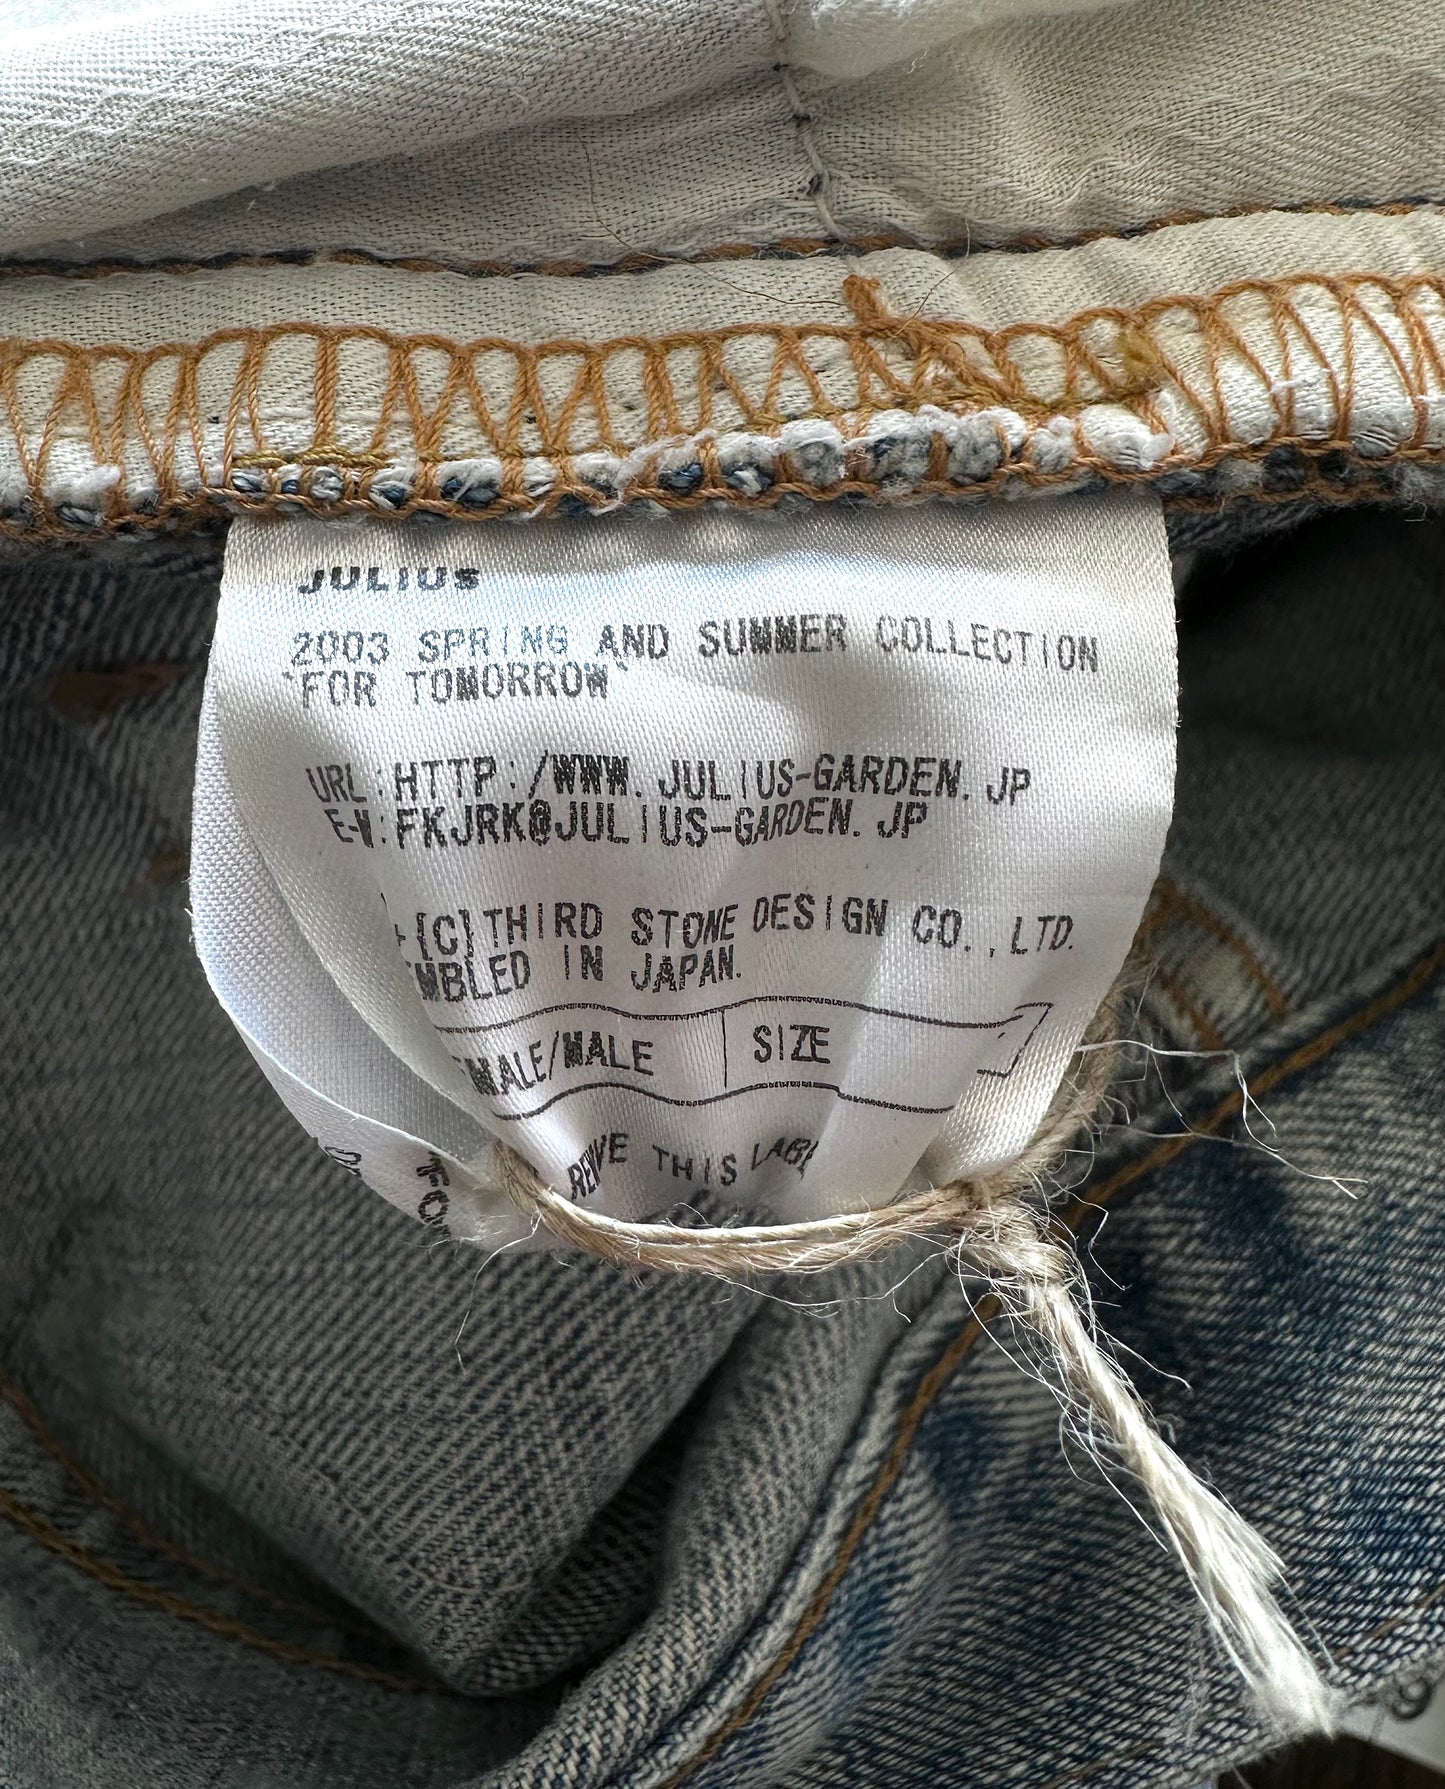 JULIUS
2003 SPRING AND SUMMER COLLECTION
`FOR TOMORROW`
URL:HTTP:/WWW.JULIUS-GARDEN.JP
E-M:FKJRK@JULIUS-GARDEN.JP
[C]THIRD STONE DESIGN CO.,LTD.
MBLED IN JAPAN.
MALE/MALE SIZE
THIS LAB